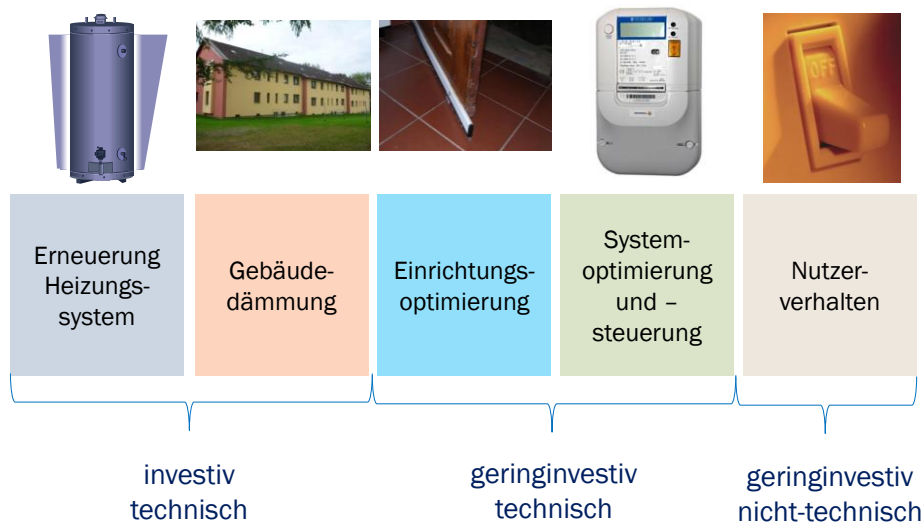 OFF
Erneuerung
Heizungs-
system
Gebäude-
dämmung
Einrichtungs-
optimierung
System-
optimierung
und –
steuerung
Nutzer-
verhalten
investiv
technisch
geringinvestiv
technisch
geringinvestiv
nicht-technisch